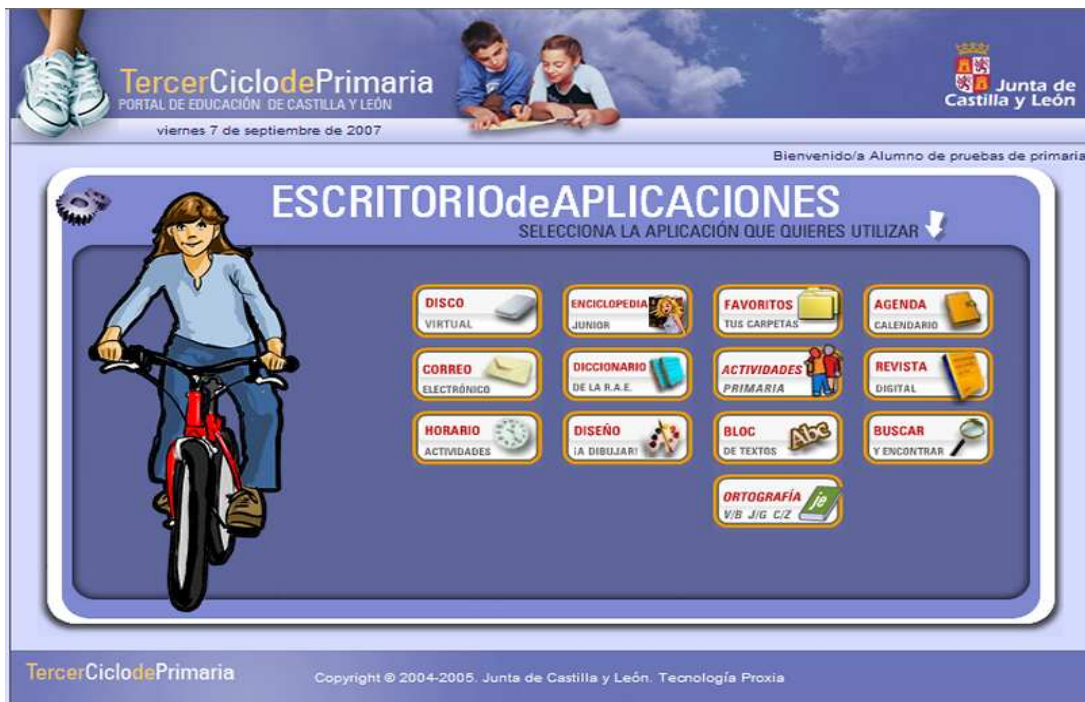 TercerCiclodePrimaria
PORTAL DE EDUCACIÓN DE CASTILLA Y LEÓN
viernes 7 de septiembre de 2007
Junta de
Castilla y León
Bienvenido/a Alumno de pruebas de primaria
ESCRITORIOdeAPLICACIONES
SELECCIONA LA APLICACIÓN QUE QUIERES UTILIZAR
DISCO
VIRTUAL
ENCICLOPEDIA
JUNIOR
FAVORITOS
TUS CARPETAS
AGENDA
CALENDARIO
CORREO
ELECTRÓNICO
DICCIONARIO
DE LA R.A.E.
ACTIVIDADES
PRIMARIA
REVISTA
DIGITAL
HORARIO
ACTIVIDADES
DISEÑO
¡A DIBUJAR!
BLOC
DE TEXTOS
Abc
BUSCAR
Y ENCONTRAR
ORTOGRAFÍA
V/B J/G C/Z
je
TercerCiclodePrimaria
Copyright © 2004-2005. Junta de Castilla y León. Tecnología Proxia